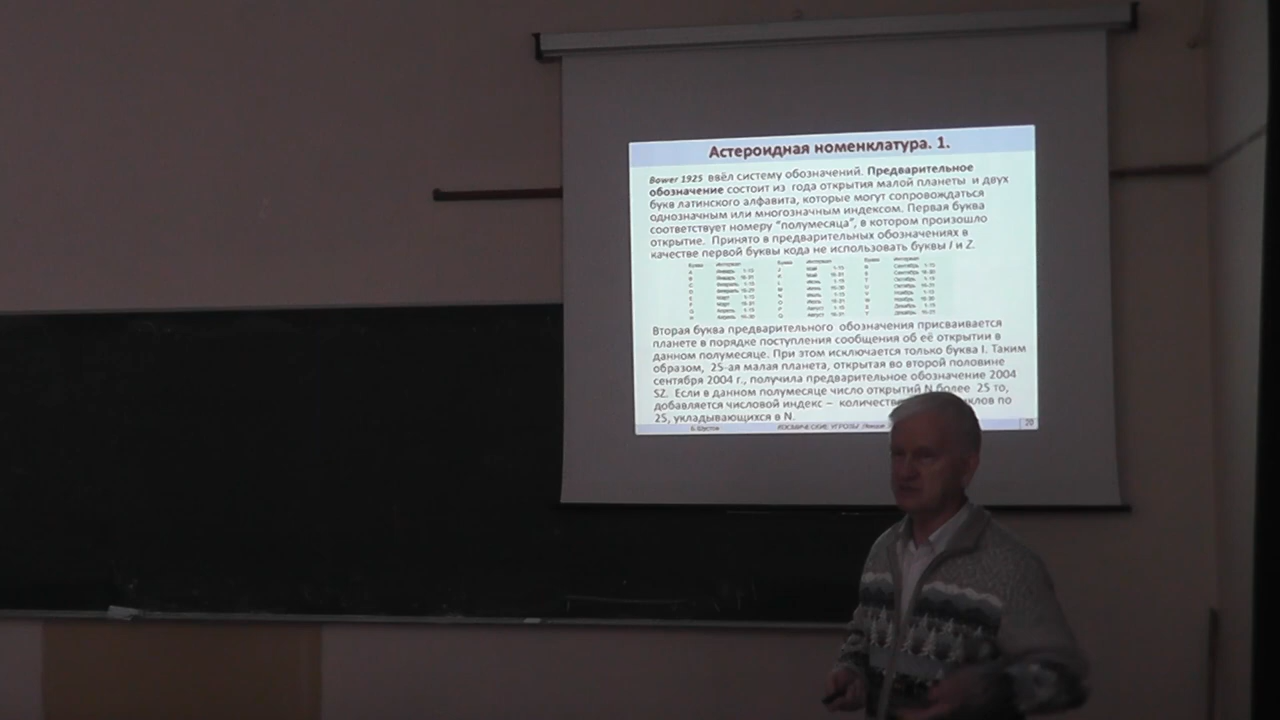 Астероидная номенклатура. 1.
Bower 1925 ввёл систему обозначений. Предварительное
обозначение состоит из года открытия малой планеты и двух
букв латинского алфавита, которые могут сопровождаться
однозначным или многозначным индексом. Первая буква
соответствует номеру "полумесяца", в котором произошло
открытие. Принято в предварительных обозначениях в
качестве первой буквы кода не использовать буквы I и Z.
Вторая буква предварительного обозначения присваивается
планете в порядке поступления сообщения об её открытии в
данном полумесяце. При этом исключается только буква I. Таким
образом, 25-ая малая планета, открытая во второй половине
сентября 2004 г., получила предварительное обозначение 2004
SZ. Если в данном полумесяце число открытий N более 25 то,
добавляется числовой индекс – по
25, укладывающихся в N.
КОСМИЧЕСКИЕ УГРОЗЫ 20